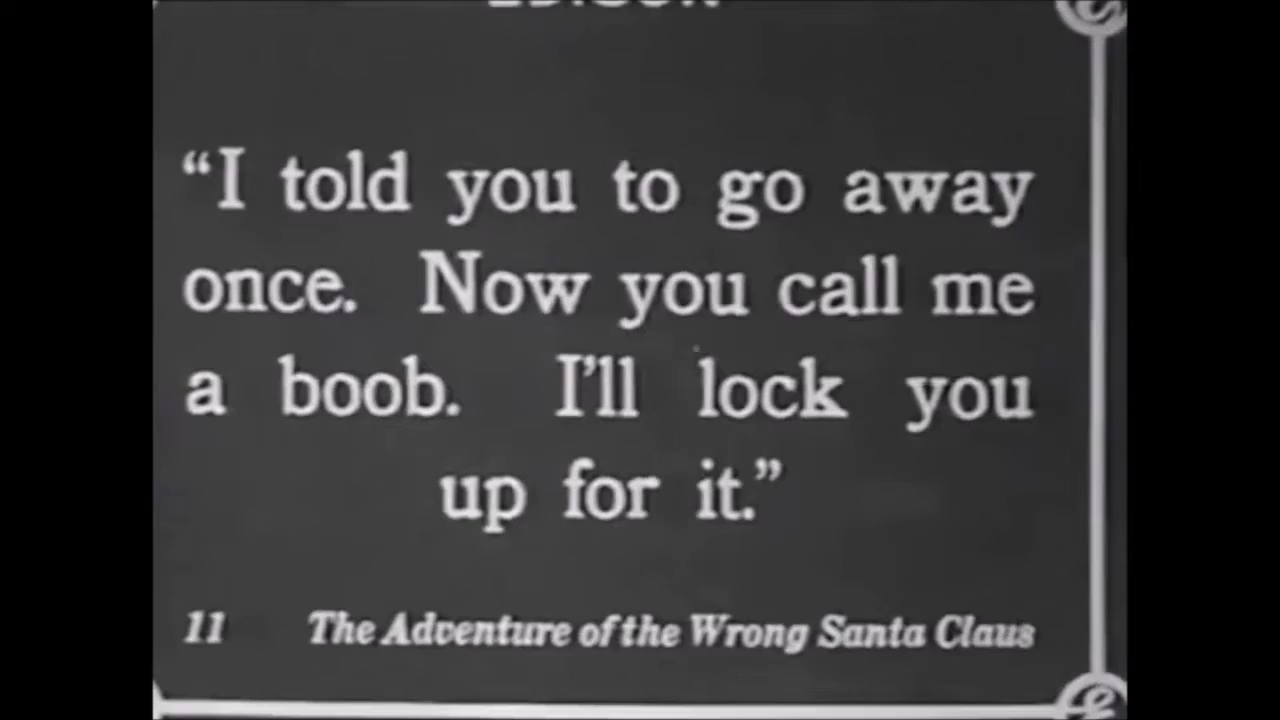 EDISON
“I told you to go away
once. Now you call me
a boob. I’ll lock you
up for it.”
11 The Adventure of the Wrong Santa Claus